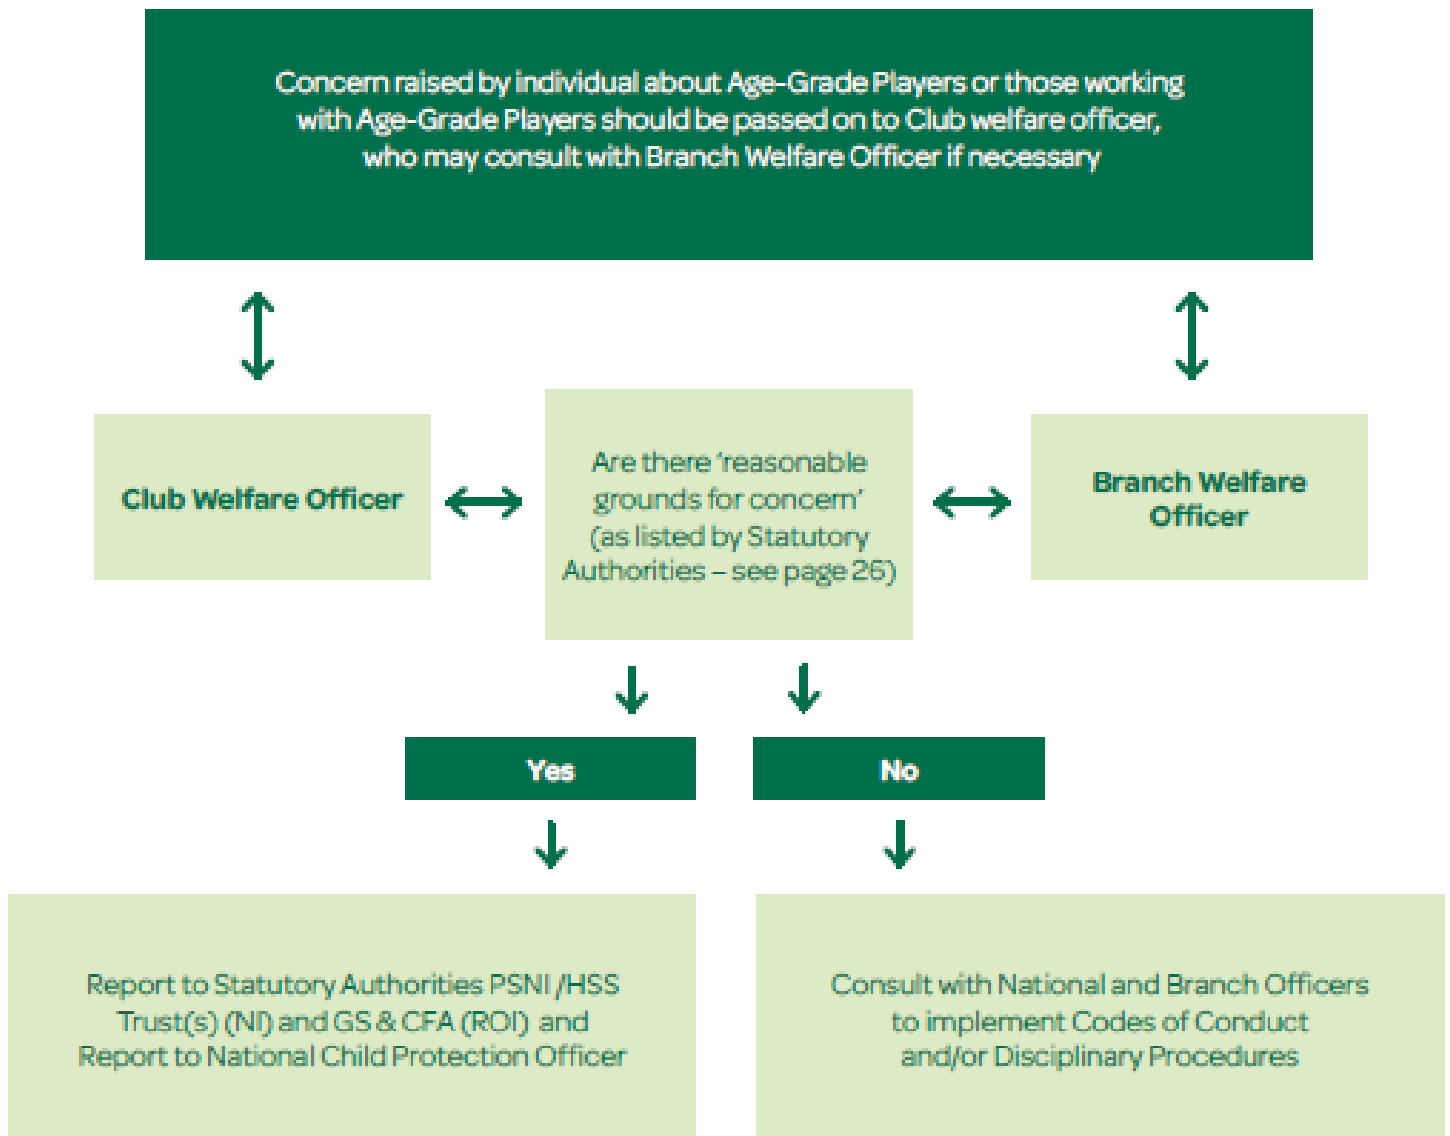 Concern raised by individual about Age-Grade Players or those working
with Age-Grade Players should be passed on to Club welfare officer,
who may consult with Branch Welfare Officer if necessary
Club Welfare Officer
Are there ‘reasonable
grounds for concern’
(as listed by Statutory
Authorities – see page 26)
Branch Welfare
Officer
Yes
No
Report to Statutory Authorities PSNI /HSS
Trust(s) (NI) and GS & CFA (ROI) and
Report to National Child Protection Officer
Consult with National and Branch Officers
to implement Codes of Conduct
and/or Disciplinary Procedures